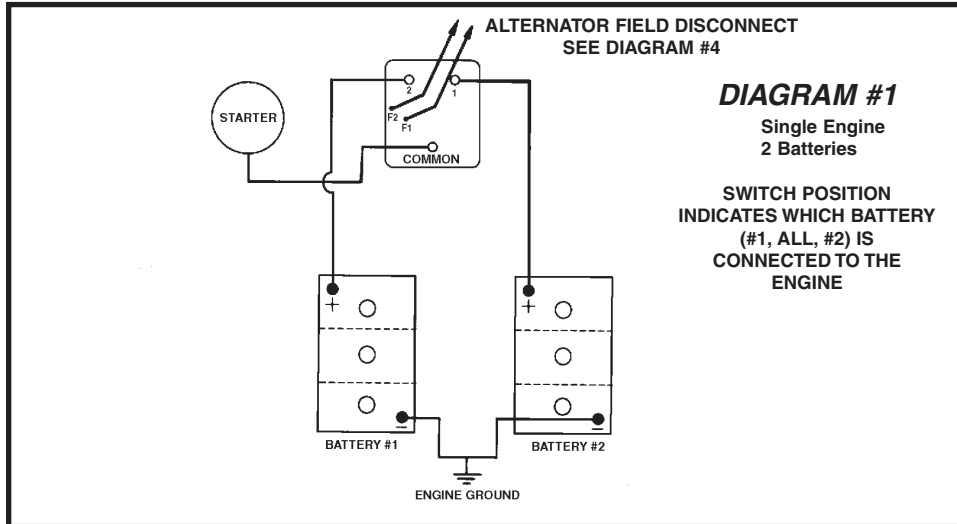 ALTERNATOR FIELD DISCONNECT
SEE DIAGRAM #4
DIAGRAM #1
Single Engine
2 Batteries
SWITCH POSITION
INDICATES WHICH BATTERY
(#1, ALL, #2) IS
CONNECTED TO THE
ENGINE
STARTER
2
1
F2
F1
COMMON
+
+
−
−
BATTERY #1
BATTERY #2
ENGINE GROUND